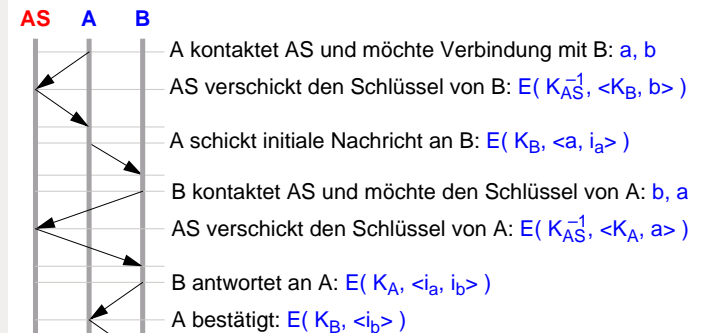 AS A B
A kontaktet AS und möchte Verbindung mit B: a, b
AS verschickt den Schlüssel von B: E( K_AS^−1, <K_B, b> )
A schickt initiale Nachricht an B: E( K_B, <a, i_a> )
B kontaktet AS und möchte den Schlüssel von A: b, a
AS verschickt den Schlüssel von A: E( K_AS^−1, <K_A, a> )
B antwortet an A: E( K_A, <i_a, i_b> )
A bestätigt: E( K_B, <i_b> )